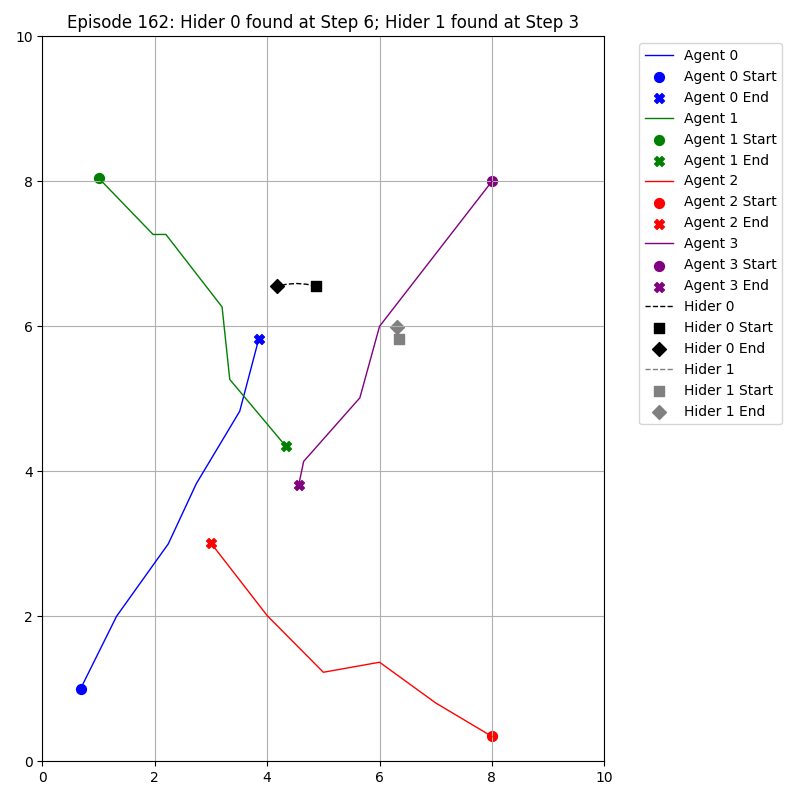 Episode 162: Hider 0 found at Step 6; Hider 1 found at Step 3
10
8
6
4
2
0
0 2 4 6 8 10
Agent 0
Agent 0 Start
Agent 0 End
Agent 1
Agent 1 Start
Agent 1 End
Agent 2
Agent 2 Start
Agent 2 End
Agent 3
Agent 3 Start
Agent 3 End
Hider 0
Hider 0 Start
Hider 0 End
Hider 1
Hider 1 Start
Hider 1 End